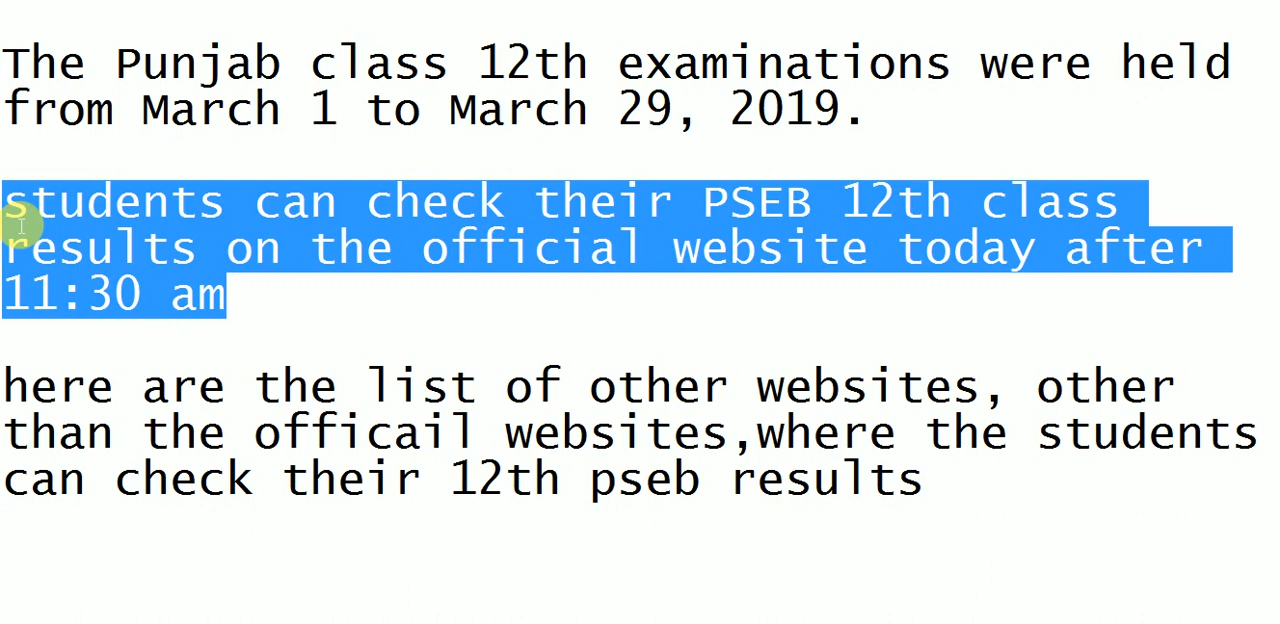 The Punjab class 12th examinations were held
from March 1 to March 29, 2019.
students can check their PSEB 12th class
results on the official website today after
11:30 am
here are the list of other websites, other
than the officail websites,where the students
can check their 12th pseb results